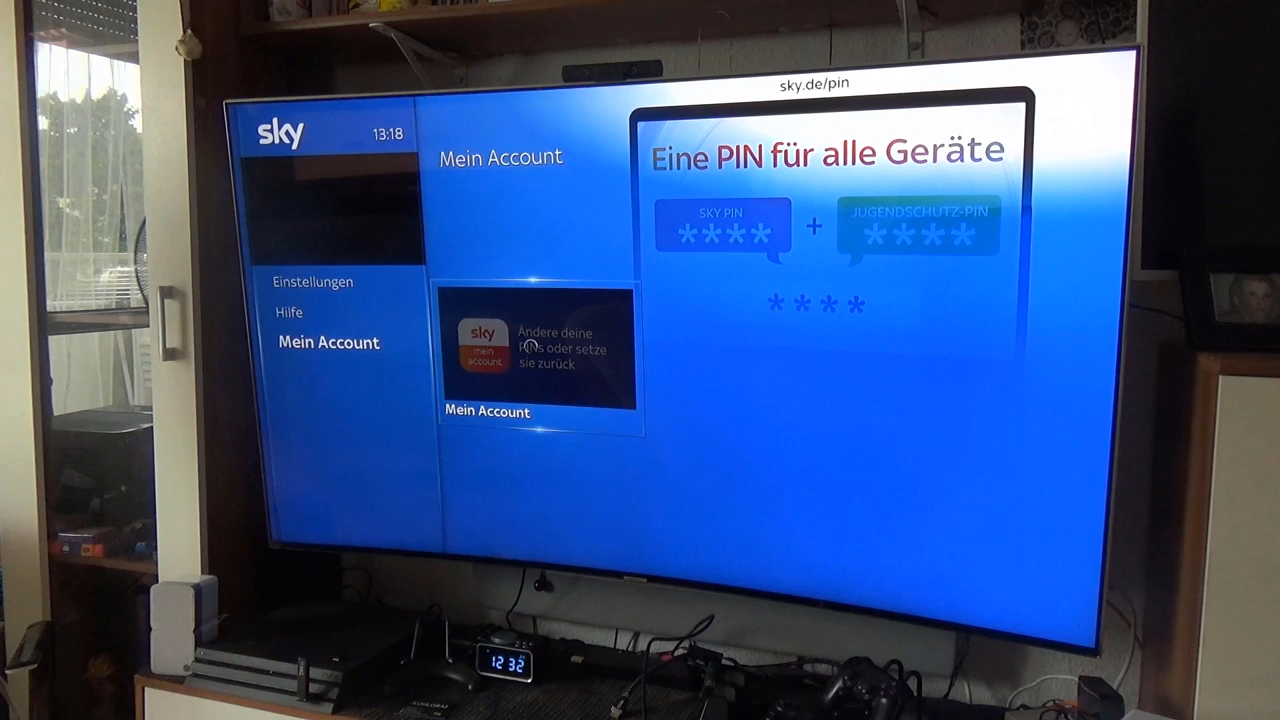 sky.de/pin
sky
13:18
Mein Account
Eine PIN für alle Geräte
SKY PIN
****
+
JUGENDSCHUTZ-PIN
****
****
Einstellungen
Hilfe
Mein Account
sky
mein
account
Ändere deine
PINs oder setze
sie zurück
Mein Account
12 32